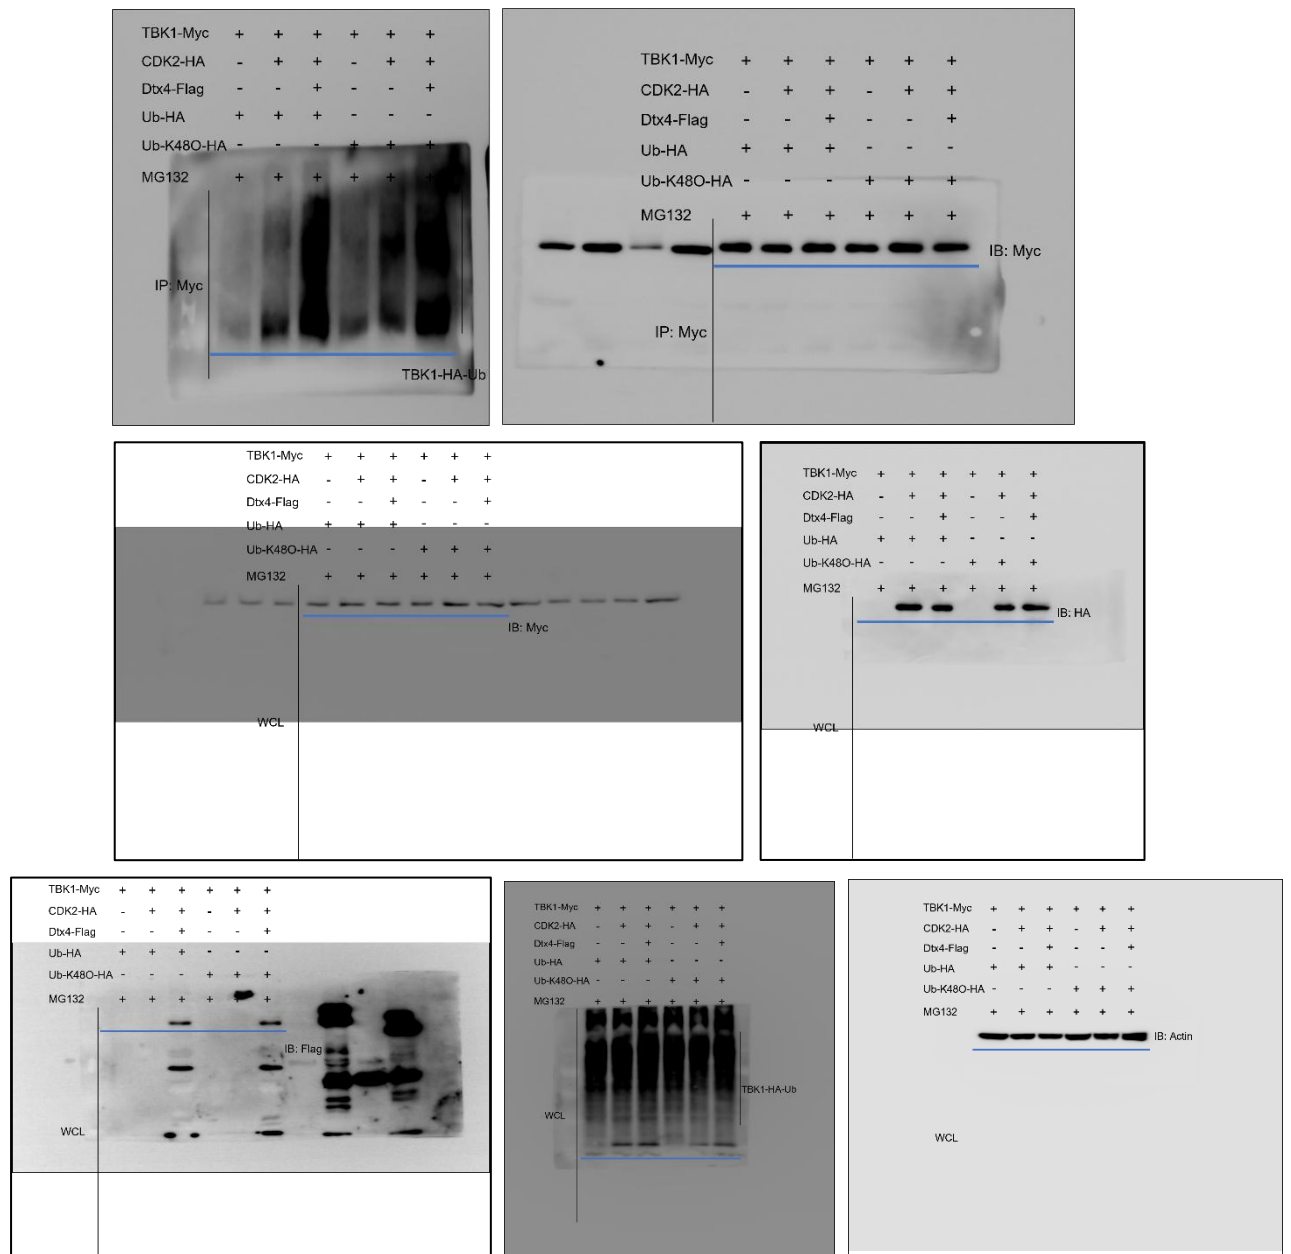 TBK1-Myc + + + + + +
CDK2-HA - + + - + +
Dtx4-Flag - - + - - +
Ub-HA + + + - - -
Ub-K48O-HA - - - + + +
MG132 + + + + + +
IP: Myc
TBK1-HA-Ub
TBK1-Myc + + + + + +
CDK2-HA - + + - + +
Dtx4-Flag - - + - - +
Ub-HA + + + - - -
Ub-K48O-HA - - - + + +
MG132 + + + + + +
IB: Myc
IP: Myc
TBK1-Myc + + + + + +
CDK2-HA - + + - + +
Dtx4-Flag - - + - - +
Ub-HA + + + - - -
Ub-K48O-HA - - - + + +
MG132 + + + + + +
IB: Myc
WCL
TBK1-Myc + + + + + +
CDK2-HA - + + - + +
Dtx4-Flag - - + - - +
Ub-HA + + + - - -
Ub-K48O-HA - - - + + +
MG132 + + + + + +
IB: HA
WCL
TBK1-Myc + + + + + +
CDK2-HA - + + - + +
Dtx4-Flag - - + - - +
Ub-HA + + + - - -
Ub-K48O-HA - - - + + +
MG132 + + + + + +
IB: Flag
WCL
TBK1-Myc + + + + + +
CDK2-HA - + + - + +
Dtx4-Flag - - + - - +
Ub-HA + + + - - -
Ub-K48O-HA - - - + + +
MG132 + + + + + +
TBK1-HA-Ub
WCL
TBK1-Myc + + + + + +
CDK2-HA - + + - + +
Dtx4-Flag - - + - - +
Ub-HA + + + - - -
Ub-K48O-HA - - - + + +
MG132 + + + + + +
IB: Actin
WCL